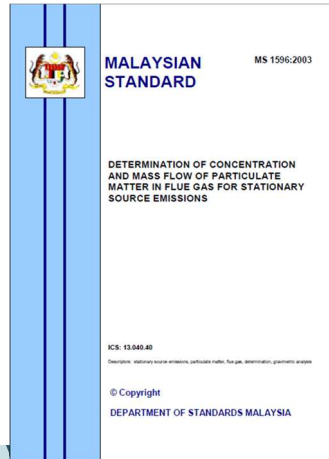 MALAYSIAN
STANDARD
MS 1596:2003
DETERMINATION OF CONCENTRATION
AND MASS FLOW OF PARTICULATE
MATTER IN FLUE GAS FOR STATIONARY
SOURCE EMISSIONS
ICS: 13.040.40
Descriptors: stationary source emissions, particulate matter, flue gas, determination, gravimetric analysis
© Copyright
DEPARTMENT OF STANDARDS MALAYSIA